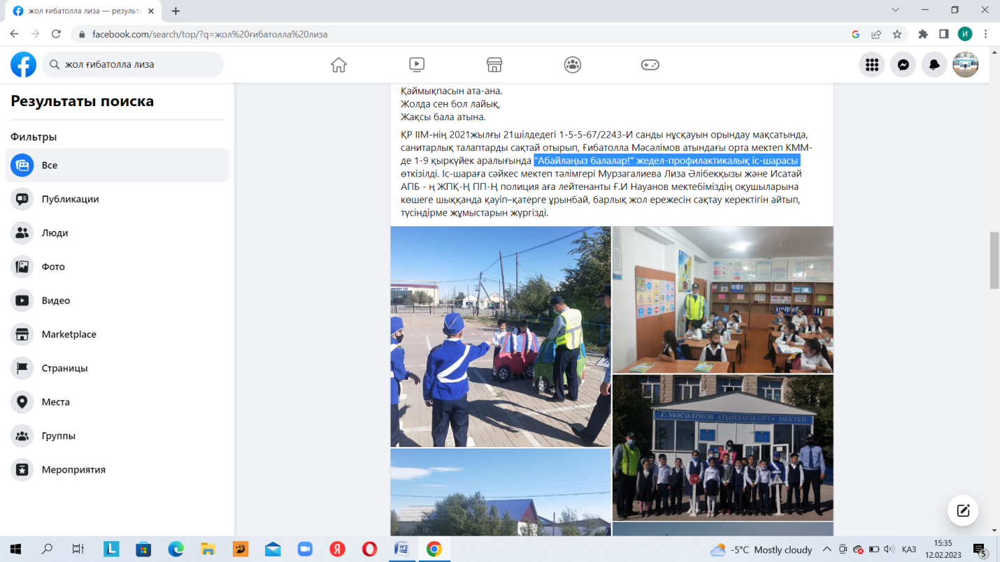 жол ғибатолла лиза — результа
facebook.com/search/top/?q=жол%20ғибатолла%20лиза
И
жол ғибатолла лиза
Результаты поиска
Фильтры
Все
Публикации
Люди
Фото
Видео
Marketplace
Страницы
Места
Группы
Мероприятия
Қаймықпасын ата-ана.
Жолда сен бол лайық,
Жақсы бала атына.
ҚР ІІМ-нің 2021жылғы 21шілдедегі 1-5-5-67/2243-И санды нұсқауын орындау мақсатында,
санитарлық талаптарды сақтай отырып, Ғибатолла Мәсәлімов атындағы орта мектеп КММ-
де 1-9 қыркүйек аралығында "Абайлаңыз балалар!" жедел-профилактикалық іс-шарасы
өткізілді. Іс-шараға сәйкес мектеп тәлімгері Мурзагалиева Лиза Әлібекқызы және Исатай
АПБ - ң ЖПҚ-Ң ПП-Ң полиция аға лейтенанты Ғ.И Науанов мектебіміздің оқушыларына
көшеге шыққанда қауіп–қатерге ұрынбай, барлық жол ережесін сақтау керектігін айтып,
түсіндірме жұмыстарын жүргізді.
Ғ. МӘСӘЛІМОВ АТЫНДАҒЫ ОРТА МЕКТЕП
-5°C Mostly cloudy
ҚАЗ
15:35
12.02.2023
5